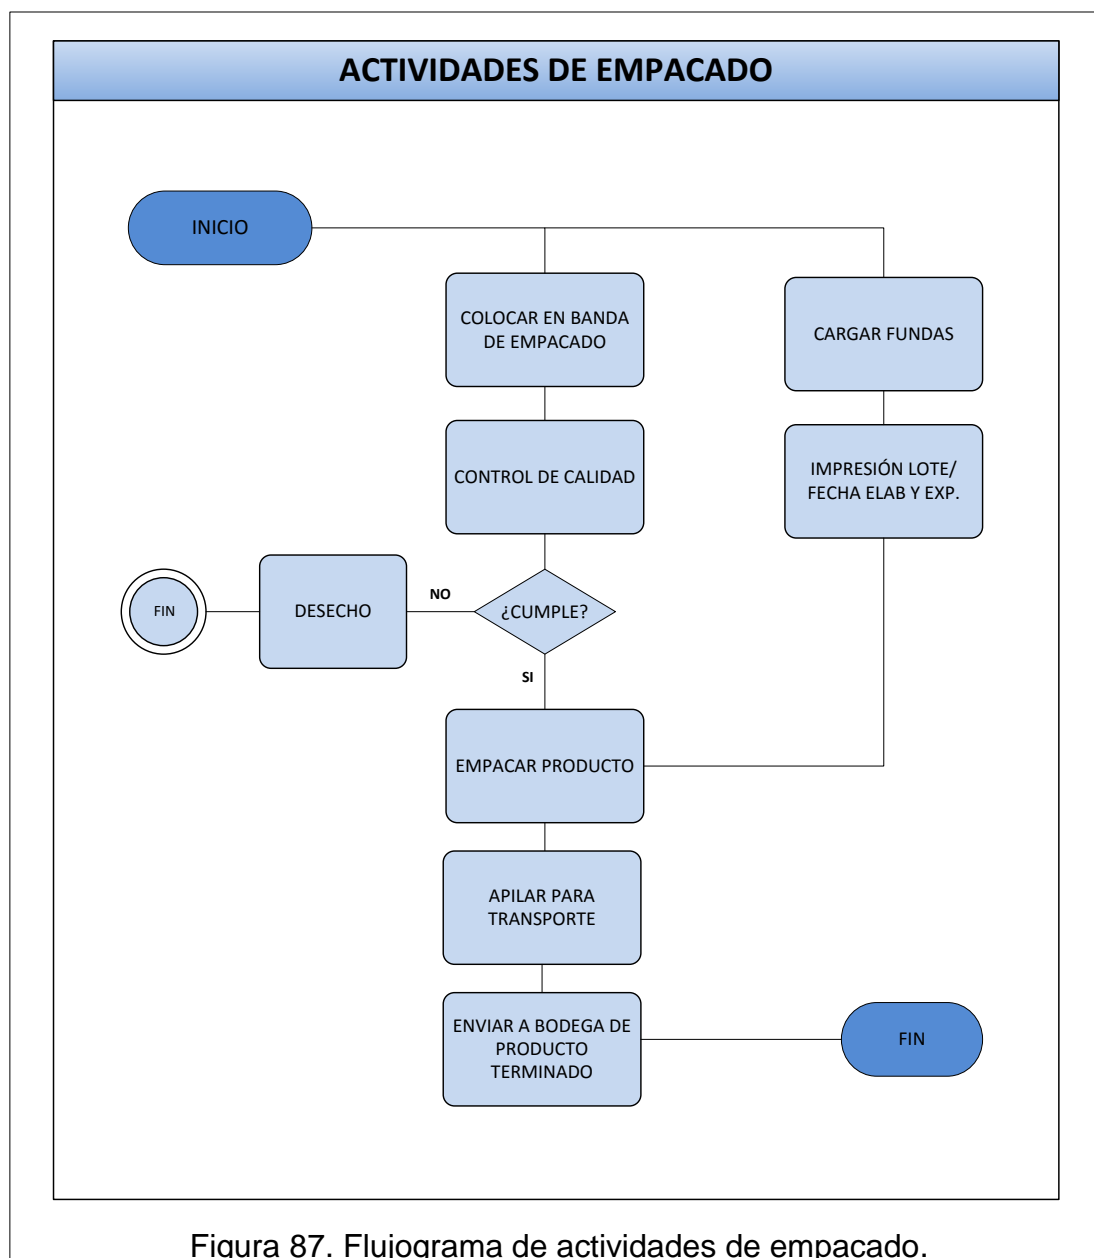 ACTIVIDADES DE EMPACADO
INICIO
COLOCAR EN BANDA
DE EMPACADO
CARGAR FUNDAS
CONTROL DE CALIDAD
IMPRESIÓN LOTE/
FECHA ELAB Y EXP.
¿CUMPLE?
NO
DESECHO
FIN
SI
EMPACAR PRODUCTO
APILAR PARA
TRANSPORTE
ENVIAR A BODEGA DE
PRODUCTO
TERMINADO
FIN
Figura 87. Flujograma de actividades de empacado.